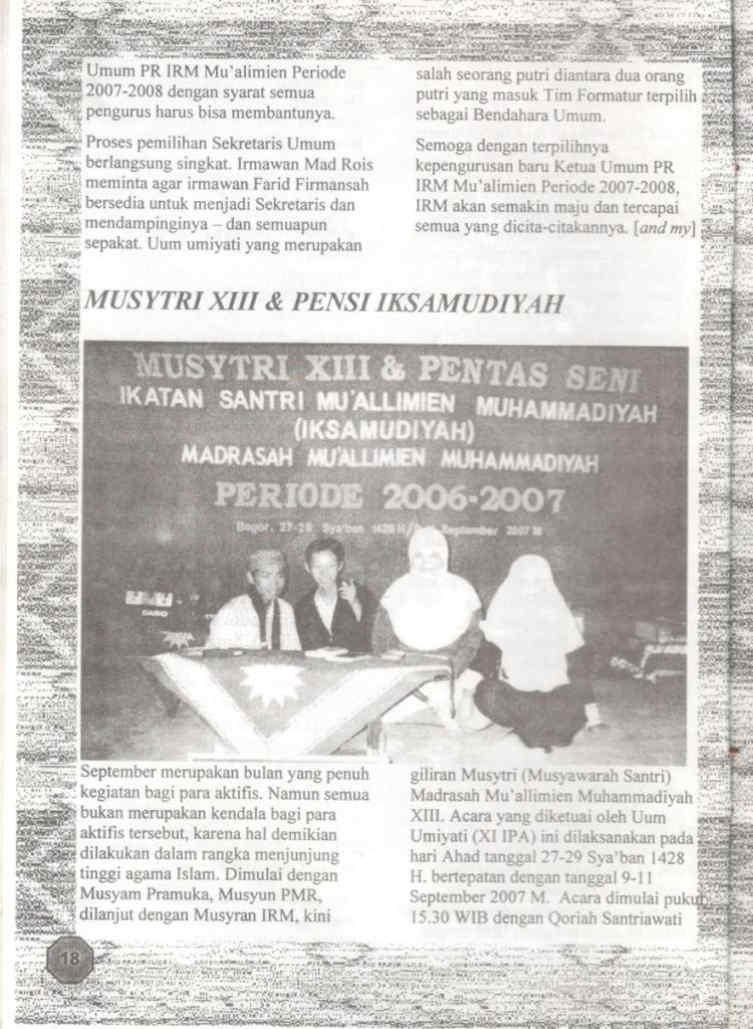 Umum PR IRM Mu'alimien Periode
2007-2008 dengan syarat semua
pengurus harus bisa membantunya.
Proses pemilihan Sekretaris Umum
berlangsung singkat. Irmawan Mad Rois
meminta agar irmawan Farid Firmansah
bersedia untuk menjadi Sekretaris dan
mendampinginya – dan semuapun
sepakat. Uum umiyati yang merupakan
salah seorang putri diantara dua orang
putri yang masuk Tim Formatur terpilih
sebagai Bendahara Umum.
Semoga dengan terpilihnya
kepengurusan baru Ketua Umum PR
IRM Mu'alimien Periode 2007-2008,
IRM akan semakin maju dan tercapai
semua yang dicita-citakannya. [and my]
MUSYTRI XIII & PENSI IKSAMUDIYAH
MUSYTRI XIII & PENTAS SENI
IKATAN SANTRI MU'ALLIMIEN MUHAMMADIYAH
(IKSAMUDIYAH)
MADRASAH MU'ALLIMIEN MUHAMMADIYAH
PERIODE 2006-2007
Bogor, 27-29 Sya'ban 1428 H/ September 2007 M
CASIO
September merupakan bulan yang penuh
kegiatan bagi para aktifis. Namun semua
bukan merupakan kendala bagi para
aktifis tersebut, karena hal demikian
dilakukan dalam rangka menjunjung
tinggi agama Islam. Dimulai dengan
Musyam Pramuka, Musyun PMR,
dilanjut dengan Musyran IRM, kini
giliran Musytri (Musyawarah Santri)
Madrasah Mu'allimien Muhammadiyah
XIII. Acara yang diketuai oleh Uum
Umiyati (XI IPA) ini dilaksanakan pada
hari Ahad tanggal 27-29 Sya'ban 1428
H. bertepatan dengan tanggal 9-11
September 2007 M. Acara dimulai pukul
15.30 WIB dengan Qoriah Santriawati
18